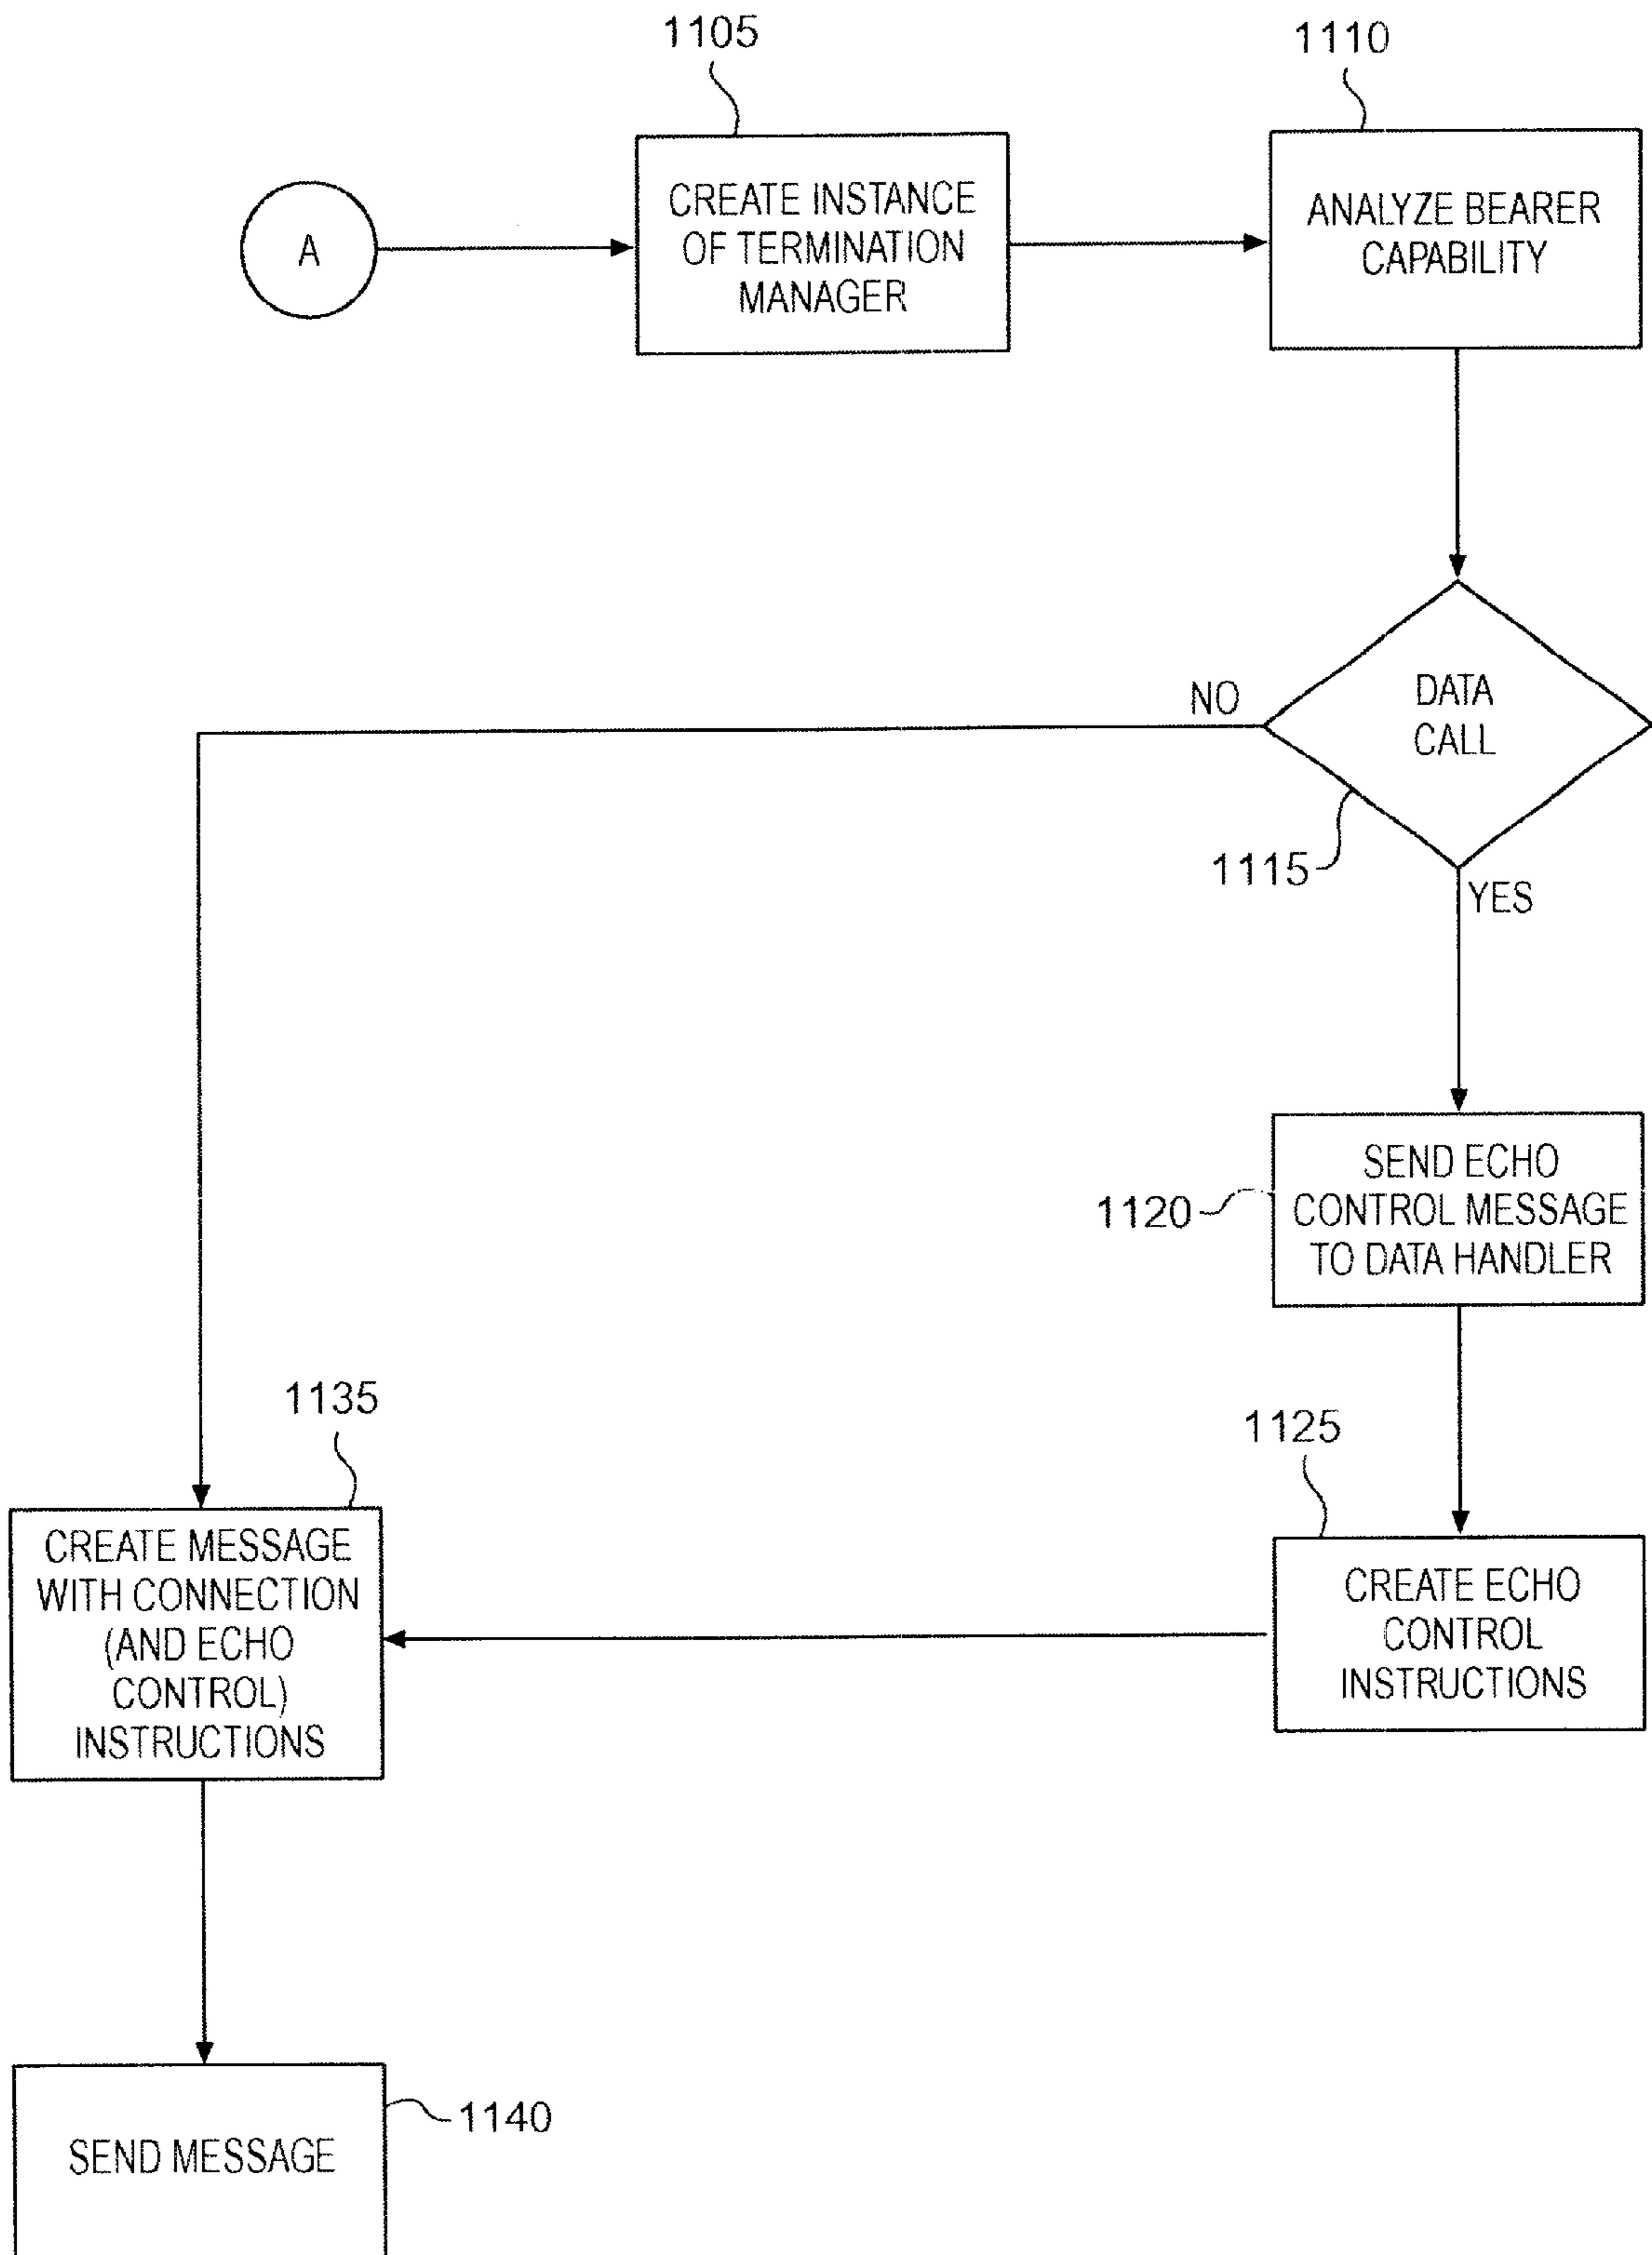 1105
1110
A
CREATE INSTANCE
OF TERMINATION
MANAGER
ANALYZE BEARER
CAPABILITY
NO
DATA
CALL
1115
YES
1120
SEND ECHO
CONTROL MESSAGE
TO DATA HANDLER
1135
1125
CREATE MESSAGE
WITH CONNECTION
(AND ECHO
CONTROL)
INSTRUCTIONS
CREATE ECHO
CONTROL
INSTRUCTIONS
1140
SEND MESSAGE